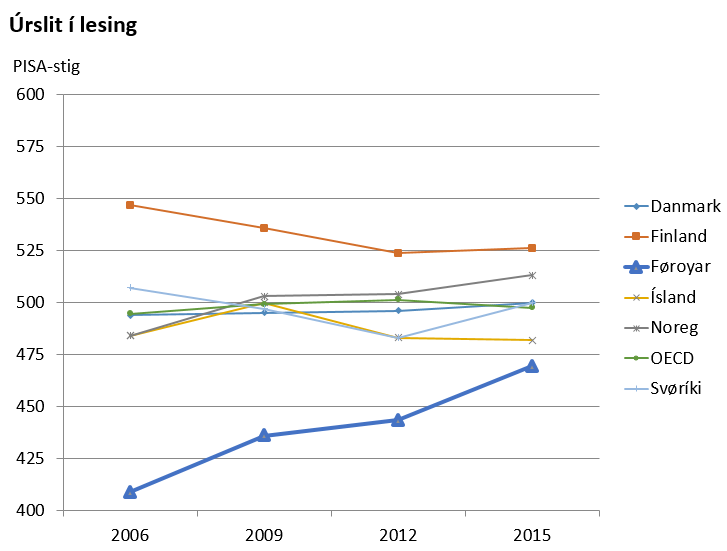 Úrslit í lesing
PISA-stig
600
575
550
525
500
475
450
425
400
2006 2009 2012 2015
Danmark
Finland
Føroyar
Ísland
Noreg
OECD
Svøríki